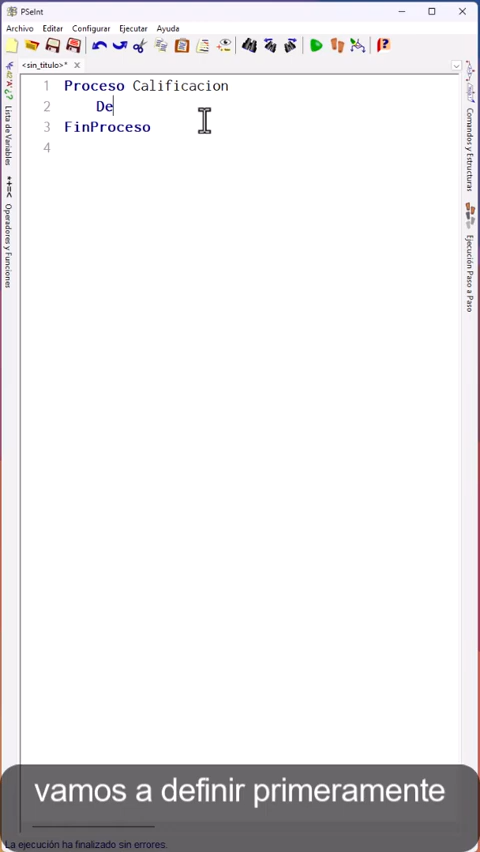 PSeInt
Archivo Editar Configurar Ejecutar Ayuda
<sin_titulo>*
1 Proceso Calificacion
2 De
3 FinProceso
4
Lista de Variables
Operadores y Funciones
Comandos y Estructuras
Ejecución Paso a Paso
vamos a definir primeramente
La ejecución ha finalizado sin errores.